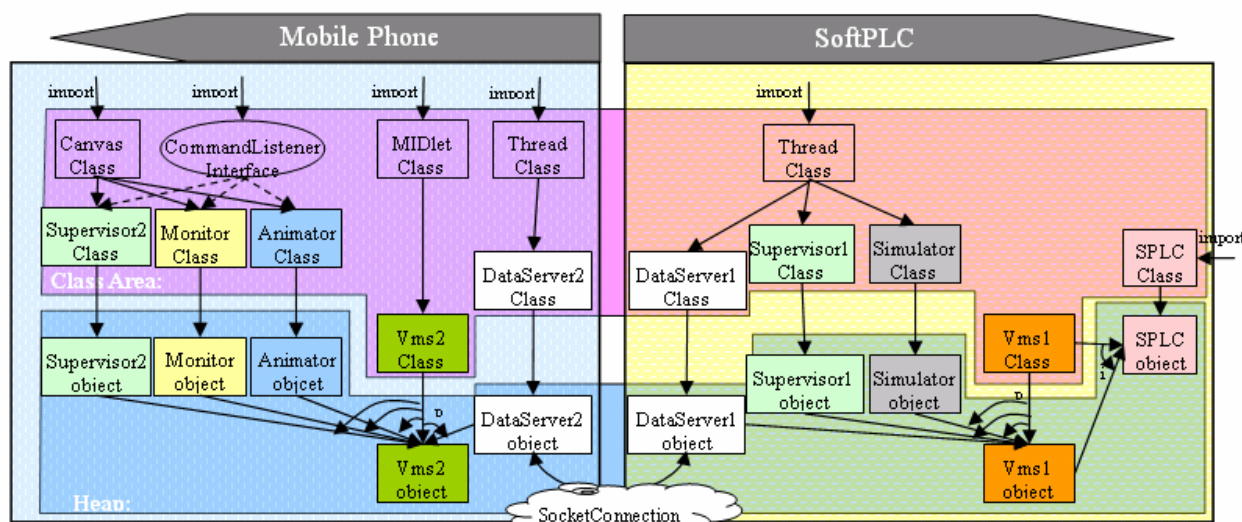 Mobile Phone
SoftPLC
import
import
import
import
import
Canvas
Class
CommandListener
Interface
MIDlet
Class
Thread
Class
Thread
Class
Supervisor2
Class
Monitor
Class
Animator
Class
DataServer2
Class
DataServer1
Class
Supervisor1
Class
Simulator
Class
SPLC
Class
import
Class Area:
Vms2
Class
Vms1
Class
SPLC
object
Supervisor2
object
Monitor
object
Animator
objcet
Supervisor1
object
Simulator
object
1
n
n
DataServer2
object
DataServer1
object
Vms2
object
Vms1
object
Heap:
SocketConnection